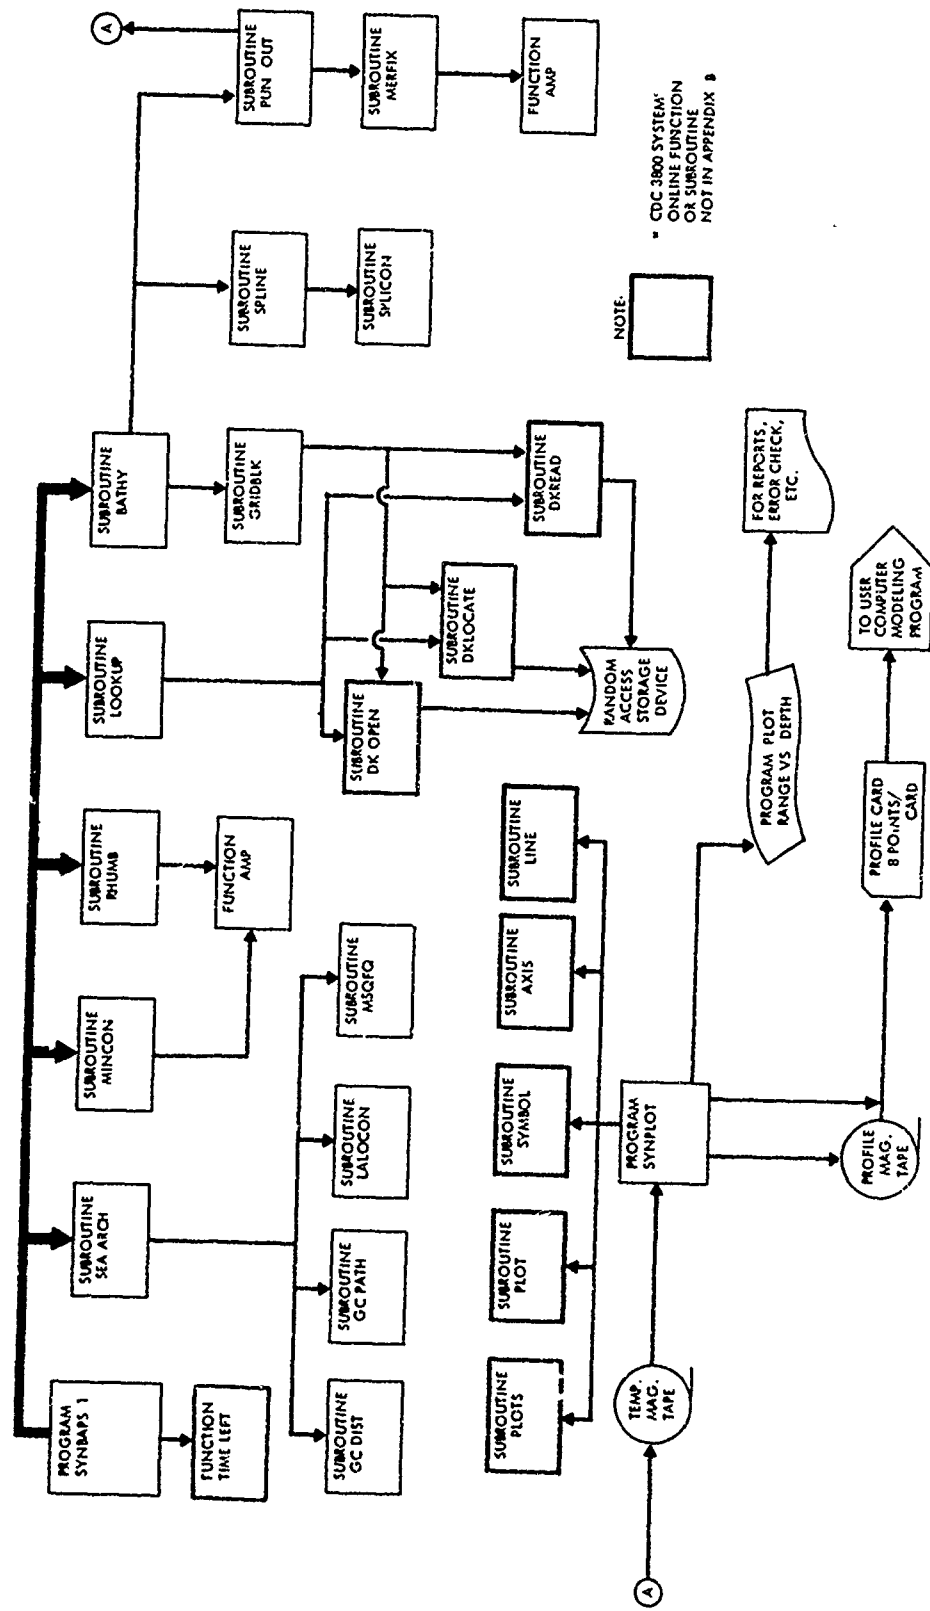 PROGRAM
SYNBAPS 1
FUNCTION
TIME LEFT
SUBROUTINE
SEA ARCH
SUBROUTINE
MINCON
SUBROUTINE
RHUMB
SUBROUTINE
LOOKUP
SUBROUTINE
BATHY
FUNCTION
AMP
SUBROUTINE
GRIDBLK
SUBROUTINE
SPLINE
SUBROUTINE
SPLICON
SUBROUTINE
PUN OUT
A
SUBROUTINE
MERFIX
FUNCTION
AMP
SUBROUTINE
GC DIST
SUBROUTINE
GC PATH
SUBROUTINE
LALOCON
SUBROUTINE
MSQFQ
SUBROUTINE
DK OPEN
SUBROUTINE
DKLOCATE
SUBROUTINE
DKREAD
RANDOM
ACCESS
STORAGE
DEVICE
SUBROUTINE
PLOTS
SUBROUTINE
PLOT
SUBROUTINE
SYMBOL
SUBROUTINE
AXIS
SUBROUTINE
LINE
NOTE:
* CDC 3800 SYSTEM
ONLINE FUNCTION
OR SUBROUTINE
NOT IN APPENDIX B
A
TEMP.
MAG.
TAPE
PROGRAM
SYNPLOT
PROGRAM PLOT
RANGE VS DEPTH
FOR REPORTS,
ERROR CHECK,
ETC.
PROFILE
MAG.
TAPE
PROFILE CARD
8 POINTS/
CARD
TO USER
COMPUTER
MODELING
PROGRAM